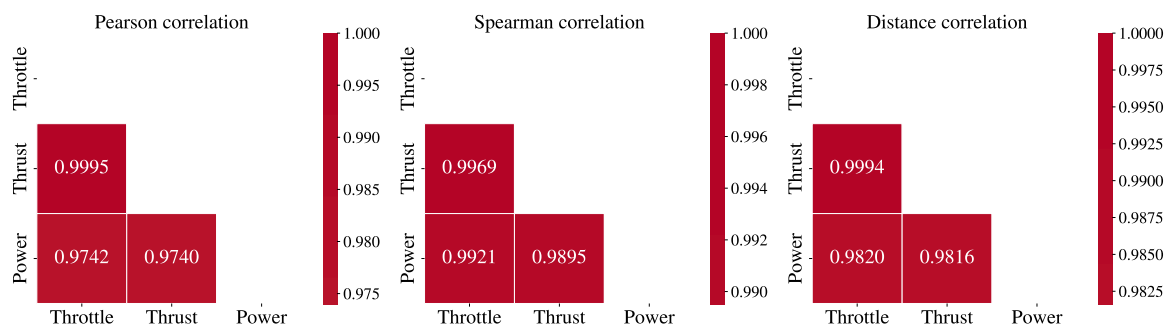 Pearson correlation
Throttle
Thrust
Power
0.9995
0.9742 0.9740
Throttle Thrust Power
1.000
0.995
0.990
0.985
0.980
0.975
Spearman correlation
Throttle
Thrust
Power
0.9969
0.9921 0.9895
Throttle Thrust Power
1.000
0.998
0.996
0.994
0.992
0.990
Distance correlation
Throttle
Thrust
Power
0.9994
0.9820 0.9816
Throttle Thrust Power
1.0000
0.9975
0.9950
0.9925
0.9900
0.9875
0.9850
0.9825